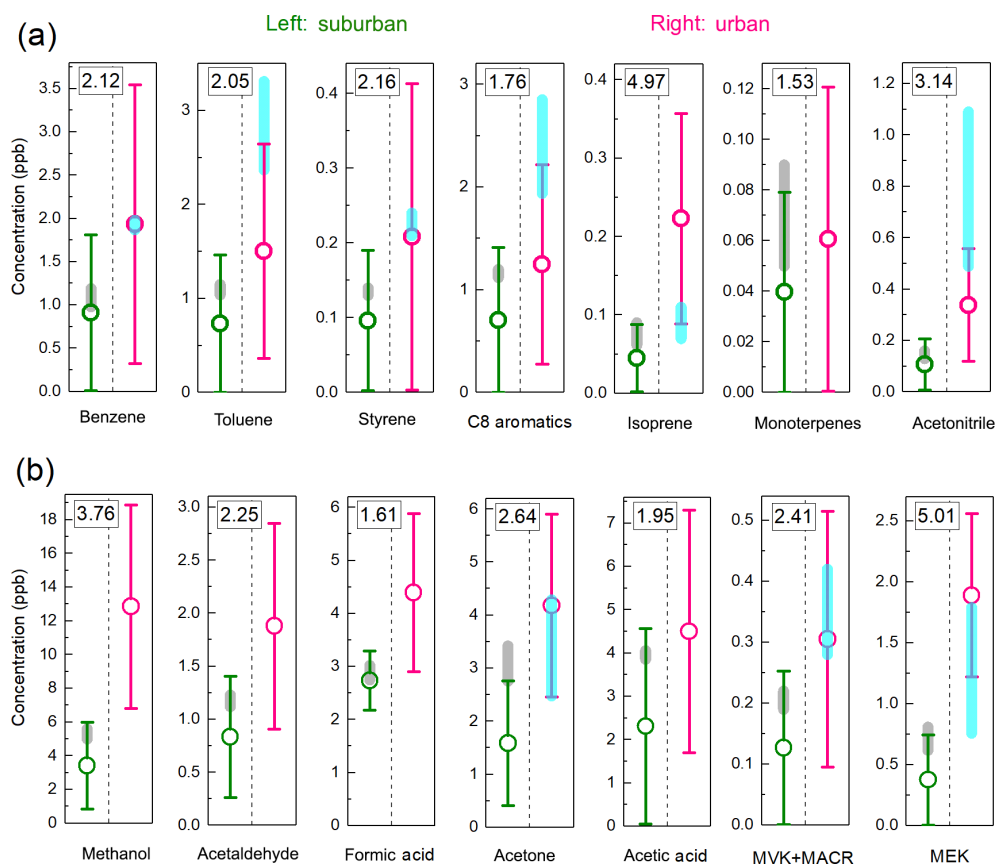 Left: suburban Right: urban
(a)
Concentration (ppb)
2.12 2.05 2.16 1.76 4.97 1.53 3.14
3.5 3.0 2.5 2.0 1.5 1.0 0.5 0.0
3 2 1 0
0.4 0.3 0.2 0.1 0.0
3 2 1 0
0.4 0.3 0.2 0.1 0.0
0.12 0.10 0.08 0.06 0.04 0.02 0.00
1.2 1.0 0.8 0.6 0.4 0.2 0.0
Benzene Toluene Styrene C8 aromatics Isoprene Monoterpenes Acetonitrile
(b)
Concentration (ppb)
3.76 2.25 1.61 2.64 1.95 2.41 5.01
18 16 14 12 10 8 6 4 2 0
3.0 2.5 2.0 1.5 1.0 0.5 0.0
6 5 4 3 2 1 0
6 5 4 3 2 1 0
7 6 5 4 3 2 1 0
0.5 0.4 0.3 0.2 0.1 0.0
2.5 2.0 1.5 1.0 0.5 0.0
Methanol Acetaldehyde Formic acid Acetone Acetic acid MVK+MACR MEK